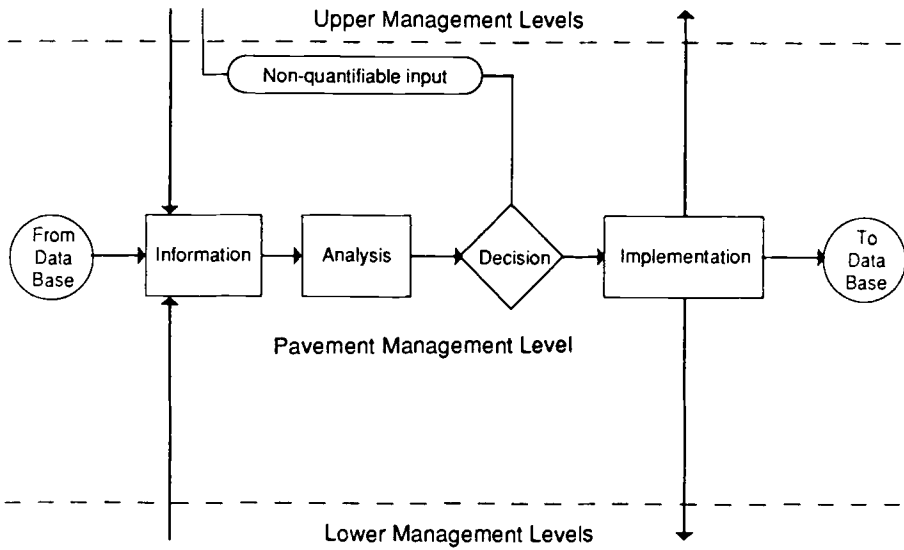 Upper Management Levels
Non-quantifiable input
From
Data
Base
Information
Analysis
Decision
Implementation
To
Data
Base
Pavement Management Level
Lower Management Levels